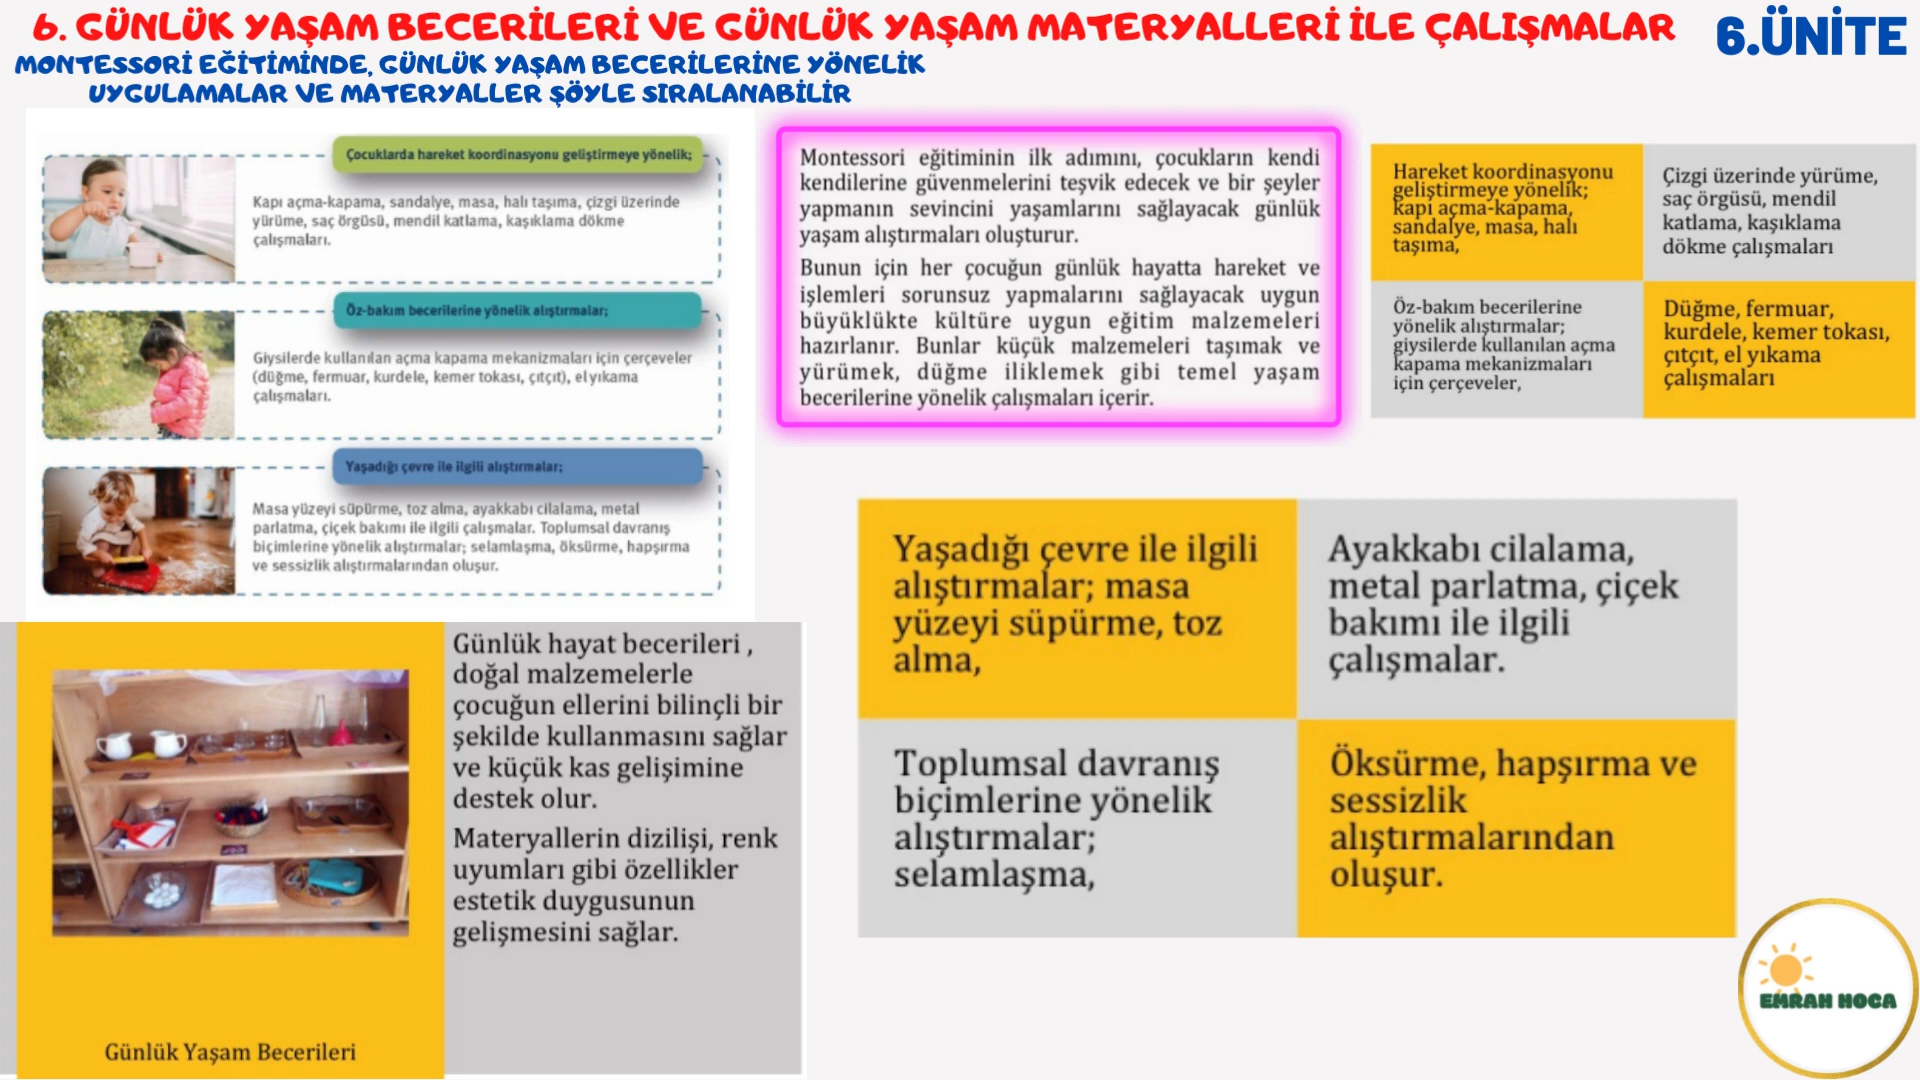 6. GÜNLÜK YAŞAM BECERİLERİ VE GÜNLÜK YAŞAM MATERYALLERİ İLE ÇALIŞMALAR
6.ÜNİTE
MONTESSORİ EĞİTİMİNDE, GÜNLÜK YAŞAM BECERİLERİNE YÖNELİK
UYGULAMALAR VE MATERYALLER ŞÖYLE SIRALANABİLİR
Çocuklarda hareket koordinasyonu geliştirmeye yönelik;
Kapı açma-kapama, sandalye, masa, halı taşıma, çizgi üzerinde
yürüme, saç örgüsü, mendil katlama, kaşıklama dökme
çalışmaları.
Öz-bakım becerilerine yönelik alıştırmalar;
Giysilerde kullanılan açma kapama mekanizmaları için çerçeveler
(düğme, fermuar, kurdele, kemer tokası, çıtçıt), el yıkama
çalışmaları.
Yaşadığı çevre ile ilgili alıştırmalar;
Masa yüzeyi süpürme, toz alma, ayakkabı cilalama, metal
parlatma, çiçek bakımı ile ilgili çalışmalar. Toplumsal davranış
biçimlerine yönelik alıştırmalar; selamlaşma, öksürme, hapşırma
ve sessizlik alıştırmalarından oluşur.
Montessori eğitiminin ilk adımını, çocukların kendi
kendilerine güvenmelerini teşvik edecek ve bir şeyler
yapmanın sevincini yaşamlarını sağlayacak günlük
yaşam alıştırmaları oluşturur.
Bunun için her çocuğun günlük hayatta hareket ve
işlemleri sorunsuz yapmalarını sağlayacak uygun
büyüklükte kültüre uygun eğitim malzemeleri
hazırlanır. Bunlar küçük malzemeleri taşımak ve
yürümek, düğme iliklemek gibi temel yaşam
becerilerine yönelik çalışmaları içerir.
Hareket koordinasyonu
geliştirmeye yönelik;
kapı açma-kapama,
sandalye, masa, halı
taşıma,
Çizgi üzerinde yürüme,
saç örgüsü, mendil
katlama, kaşıklama
dökme çalışmaları
Öz-bakım becerilerine
yönelik alıştırmalar;
giysilerde kullanılan açma
kapama mekanizmaları
için çerçeveler,
Düğme, fermuar,
kurdele, kemer tokası,
çıtçıt, el yıkama
çalışmaları
Yaşadığı çevre ile ilgili
alıştırmalar; masa
yüzeyi süpürme, toz
alma,
Ayakkabı cilalama,
metal parlatma, çiçek
bakımı ile ilgili
çalışmalar.
Toplumsal davranış
biçimlerine yönelik
alıştırmalar;
selamlaşma,
Öksürme, hapşırma ve
sessizlik
alıştırmalarından
oluşur.
Günlük hayat becerileri ,
doğal malzemelerle
çocuğun ellerini bilinçli bir
şekilde kullanmasını sağlar
ve küçük kas gelişimine
destek olur.
Materyallerin dizilişi, renk
uyumları gibi özellikler
estetik duygusunun
gelişmesini sağlar.
Günlük Yaşam Becerileri
EMRAH HOCA